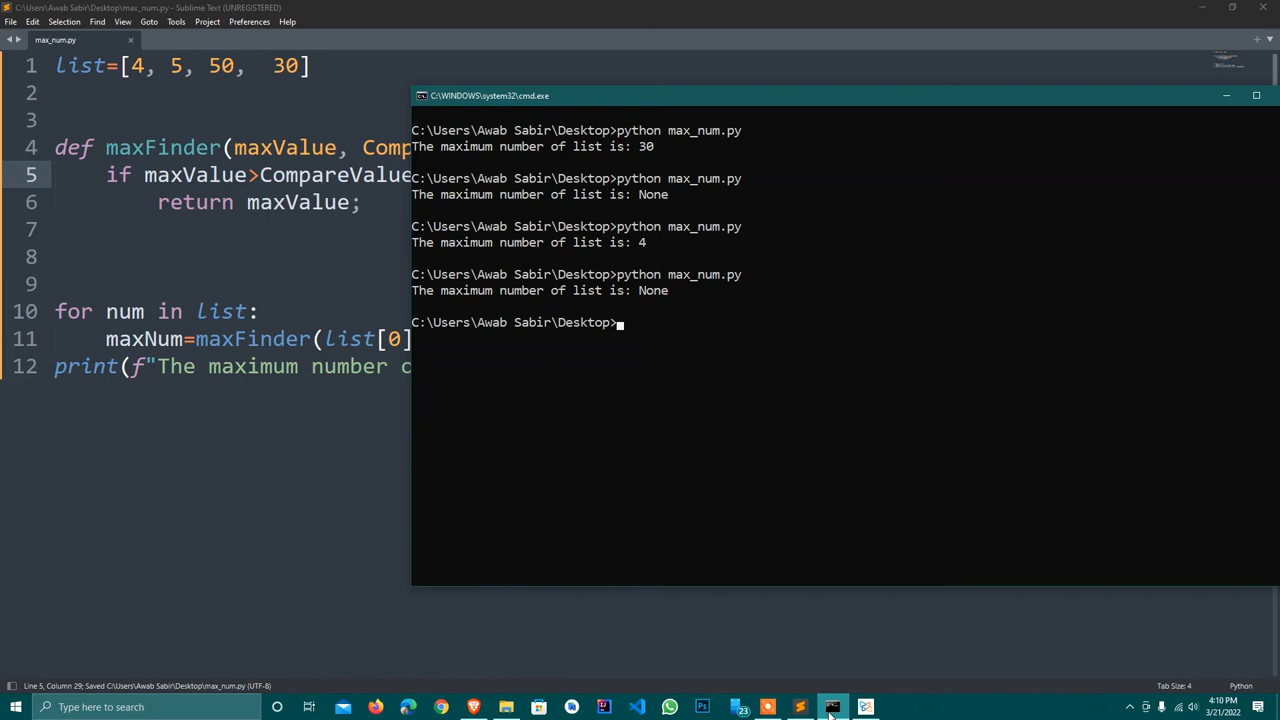 C:\Users\Awab Sabir\Desktop\max_num.py - Sublime Text (UNREGISTERED)
File Edit Selection Find View Goto Tools Project Preferences Help
max_num.py
1 list=[4, 5, 50,  30]
2
3
4 def maxFinder(maxValue, Comp
5 if maxValue>CompareValue
6 return maxValue;
7
8
9
10 for num in list:
11 maxNum=maxFinder(list[0]
12 print(f"The maximum number
C:\WINDOWS\system32\cmd.exe
C:\Users\Awab Sabir\Desktop>python max_num.py
The maximum number of list is: 30
C:\Users\Awab Sabir\Desktop>python max_num.py
The maximum number of list is: None
C:\Users\Awab Sabir\Desktop>python max_num.py
The maximum number of list is: 4
C:\Users\Awab Sabir\Desktop>python max_num.py
The maximum number of list is: None
C:\Users\Awab Sabir\Desktop>
Line 5, Column 29; Saved C:\Users\Awab Sabir\Desktop\max_num.py (UTF-8)
Tab Size: 4
Python
Type here to search
Ps
23
4:10 PM
3/21/2022